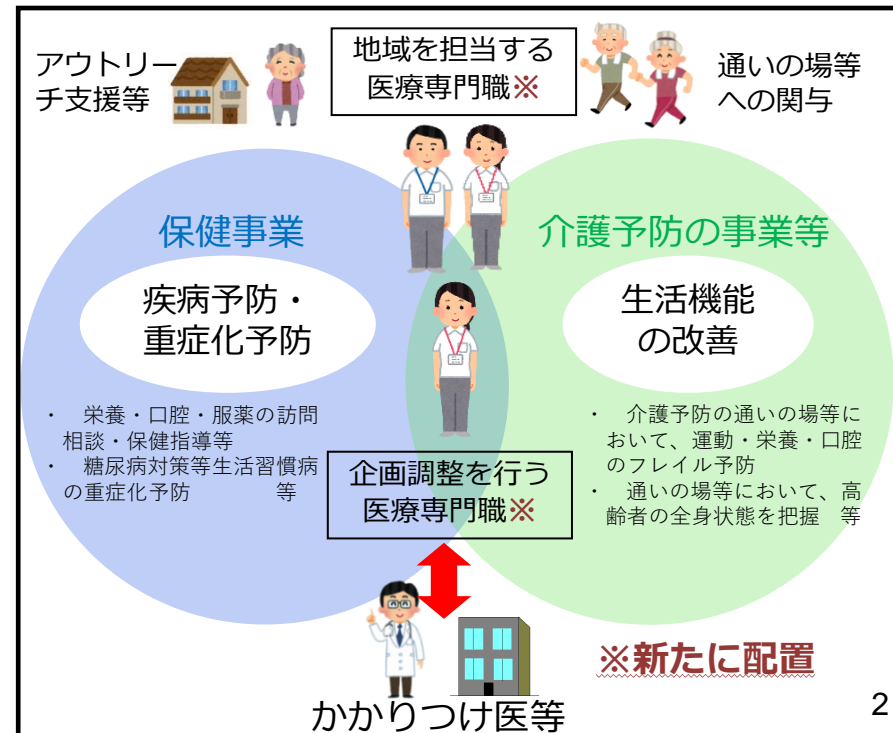 アウトリー
チ支援等
地域を担当する
医療専門職※
通いの場等
への関与
保健事業
疾病予防・
重症化予防
・　栄養・口腔・服薬の訪問
相談・保健指導等
・　糖尿病対策等生活習慣病
の重症化予防　　　　等
介護予防の事業等
生活機能
の改善
・　介護予防の通いの場等に
おいて、運動・栄養・口腔
のフレイル予防
・　通いの場等において、高
齢者の全身状態を把握　等
企画調整を行う
医療専門職※
かかりつけ医等
※新たに配置
2